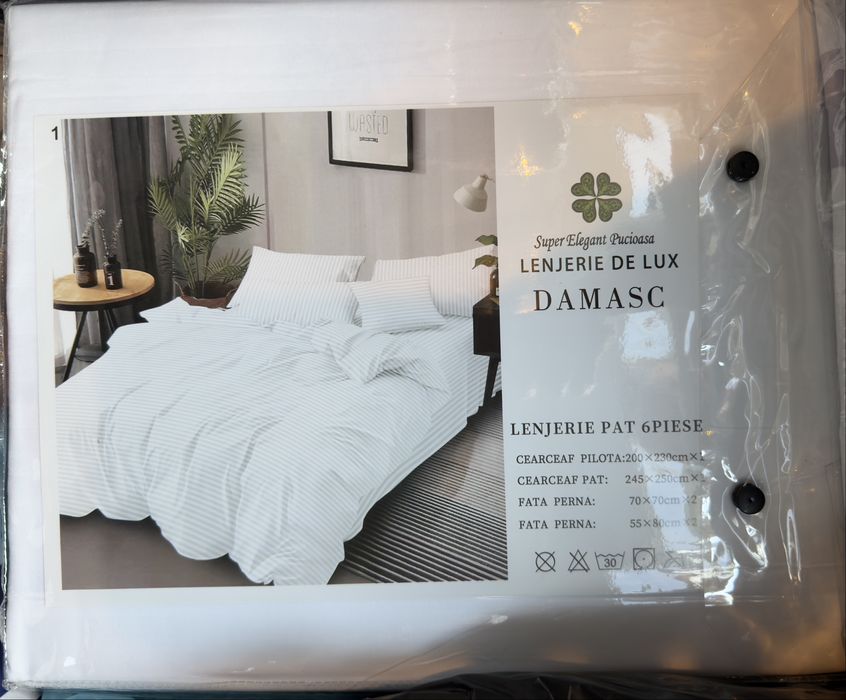 1
WASTED
Super Elegant Pucioasa
LENJERIE DE LUX
DAMASC
LENJERIE PAT 6PIESE
CEARCEAF PILOTA:200×230cm×1
CEARCEAF PAT: 245×250cm×1
FATA PERNA: 70×70cm×2
FATA PERNA: 55×80cm×2
30